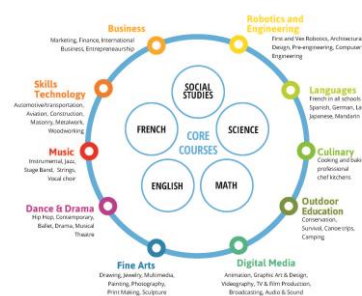 Business
Marketing, Finance, International
Business, Entrepreneurship
Robotics and
Engineering
First and Vex Robotics, Architectural
Design, Pre-engineering, Computer
Engineering
Skills
Technology
Automotive/transportation,
Aviation, Construction,
Masonry, Metalwork,
Woodworking
SOCIAL
STUDIES
Languages
French in all schools
Spanish, German, La
Japanese, Mandarin
FRENCH
CORE
COURSES
SCIENCE
Music
Instrumental, Jazz,
Stage Band, Strings,
Vocal choir
Culinary
Cooking and baki
professional
chef kitchens
ENGLISH
MATH
Dance & Drama
Hip Hop, Contemporary,
Ballet, Drama, Musical
Theatre
Outdoor
Education
Conservation,
Survival, Canoe trips,
Camping
Fine Arts
Drawing, Jewelry, Multimedia,
Painting, Photography,
Print Making, Sculpture
Digital Media
Animation, Graphic Art & Design,
Videography, TV & Film Production,
Broadcasting, Audio & Sound